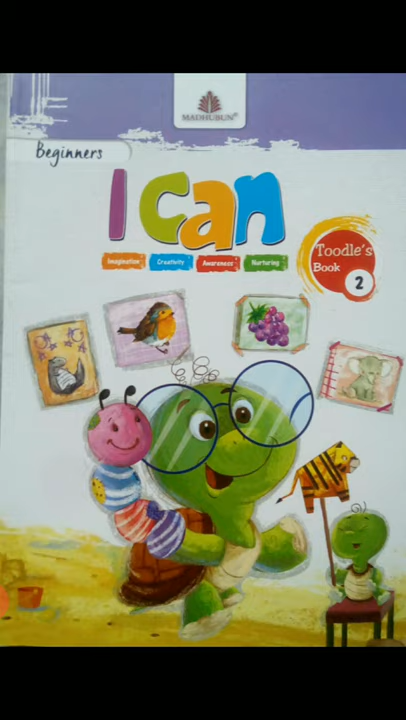 MADHUBUN®
Beginners
I can
Imagination Creativity Awareness Nurturing
Toodle's
Book
2